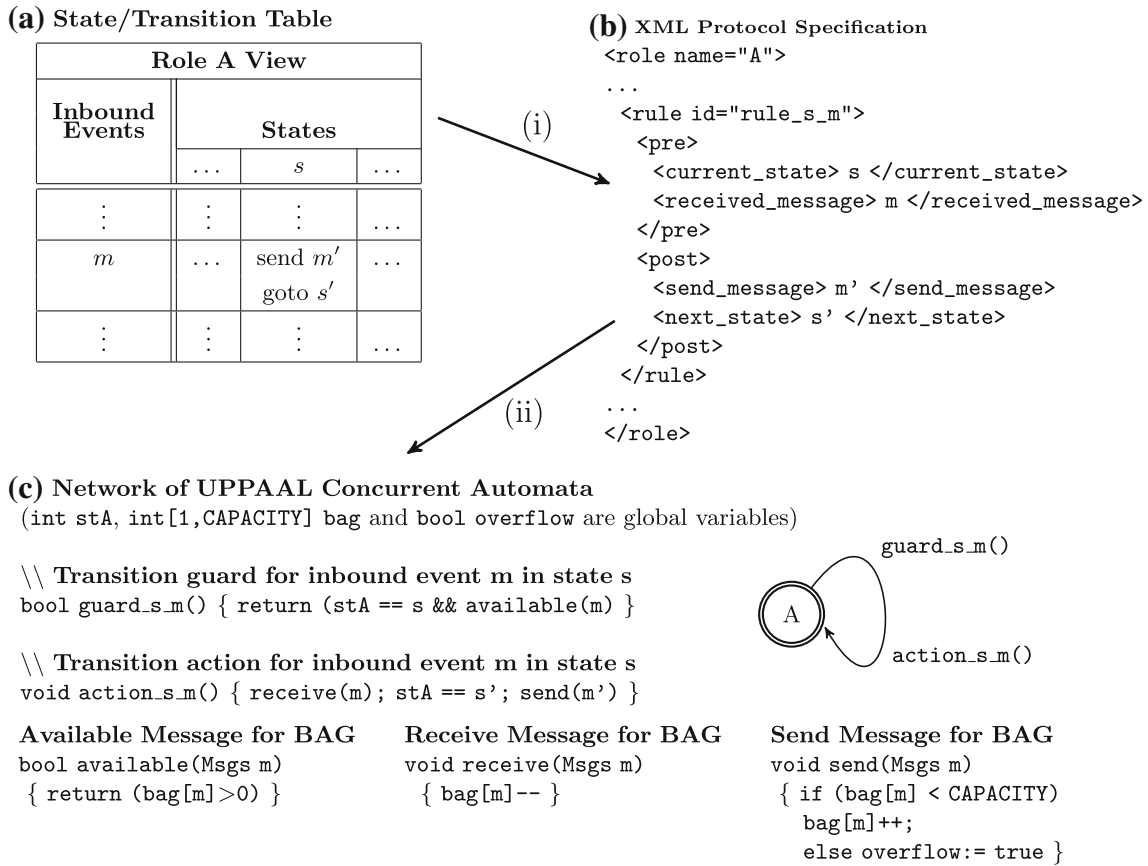 (a) State/Transition Table
Role A View
Inbound
Events
States
... s ...
⋮ ⋮ ⋮ ...
m ... send m′ ...
goto s′
⋮ ⋮ ⋮ ...
(i)
(b) XML Protocol Specification
<role name="A">
...
<rule id="rule_s_m">
<pre>
<current_state> s </current_state>
<received_message> m </received_message>
</pre>
<post>
<send_message> m’ </send_message>
<next_state> s’ </next_state>
</post>
</rule>
...
</role>
(ii)
(c) Network of UPPAAL Concurrent Automata
(int stA, int[1,CAPACITY] bag and bool overflow are global variables)
\\ Transition guard for inbound event m in state s
bool guard_s_m() { return (stA == s && available(m) }
\\ Transition action for inbound event m in state s
void action_s_m() { receive(m); stA == s’; send(m’) }
guard_s_m()
A
action_s_m()
Available Message for BAG
bool available(Msgs m)
{ return (bag[m]>0) }
Receive Message for BAG
void receive(Msgs m)
{ bag[m]-- }
Send Message for BAG
void send(Msgs m)
{ if (bag[m] < CAPACITY)
bag[m]++;
else overflow:= true }